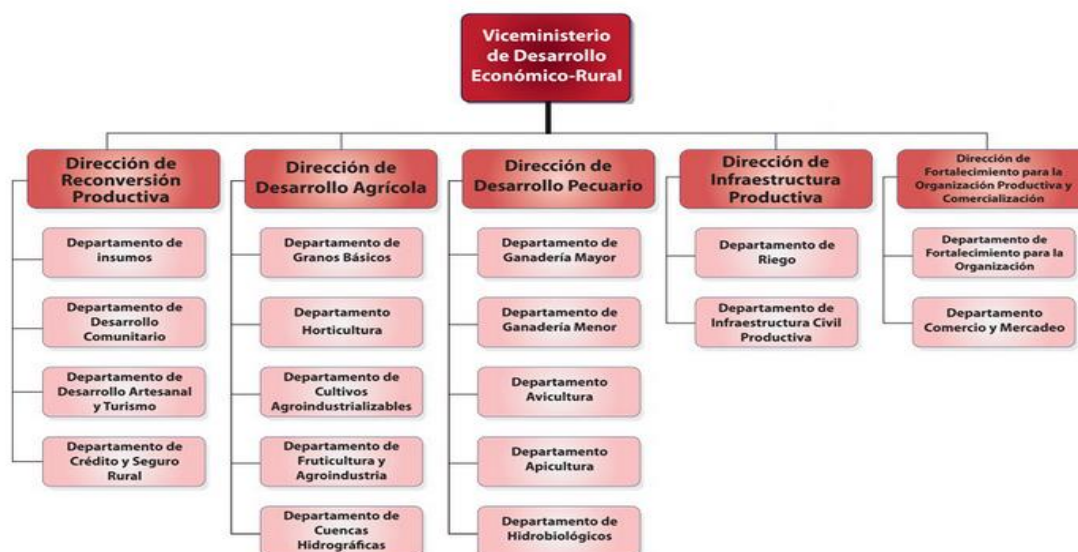 Viceministerio
de Desarrollo
Económico-Rural
Dirección de
Reconversión
Productiva
Departamento de
insumos
Departamento de
Desarrollo
Comunitario
Departamento de
Desarrollo Artesanal
y Turismo
Departamento de
Crédito y Seguro
Rural
Dirección de
Desarrollo Agrícola
Departamento de
Granos Básicos
Departamento
Horticultura
Departamento de
Cultivos
Agroindustrializables
Departamento de
Fruticultura y
Agroindustria
Departamento de
Cuencas
Hidrográficas
Dirección de
Desarrollo Pecuario
Departamento de
Ganadería Mayor
Departamento de
Ganadería Menor
Departamento
Avicultura
Departamento
Apicultura
Departamento de
Hidrobiológicos
Dirección de
Infraestructura
Productiva
Departamento de
Riego
Departamento de
Infraestructura Civil
Productiva
Dirección de
Fortalecimiento para la
Organización Productiva y
Comercialización
Departamento de
Fortalecimiento para la
Organización
Departamento
Comercio y Mercadeo